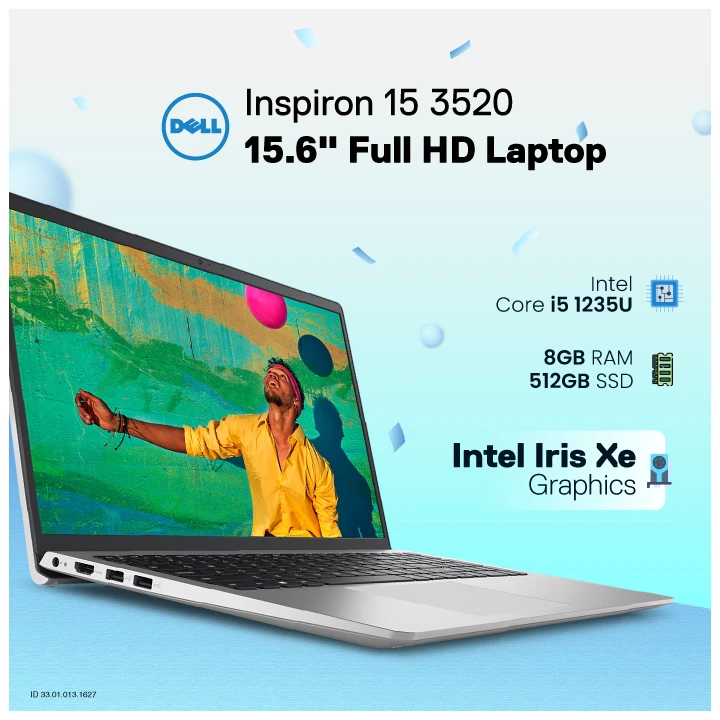 DELL
Inspiron 15 3520
15.6" Full HD Laptop
Intel
Core i5 1235U
8GB RAM
512GB SSD
Intel Iris Xe
Graphics
ID 33.01.013.1627